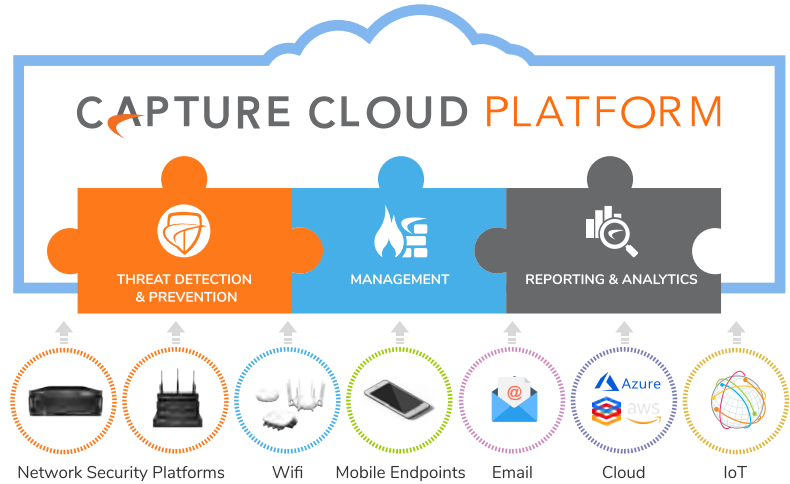 CAPTURE CLOUD PLATFORM
THREAT DETECTION
& PREVENTION
MANAGEMENT
REPORTING & ANALYTICS
@
Azure
aws
Network Security Platforms
Wifi
Mobile Endpoints
Email
Cloud
IoT